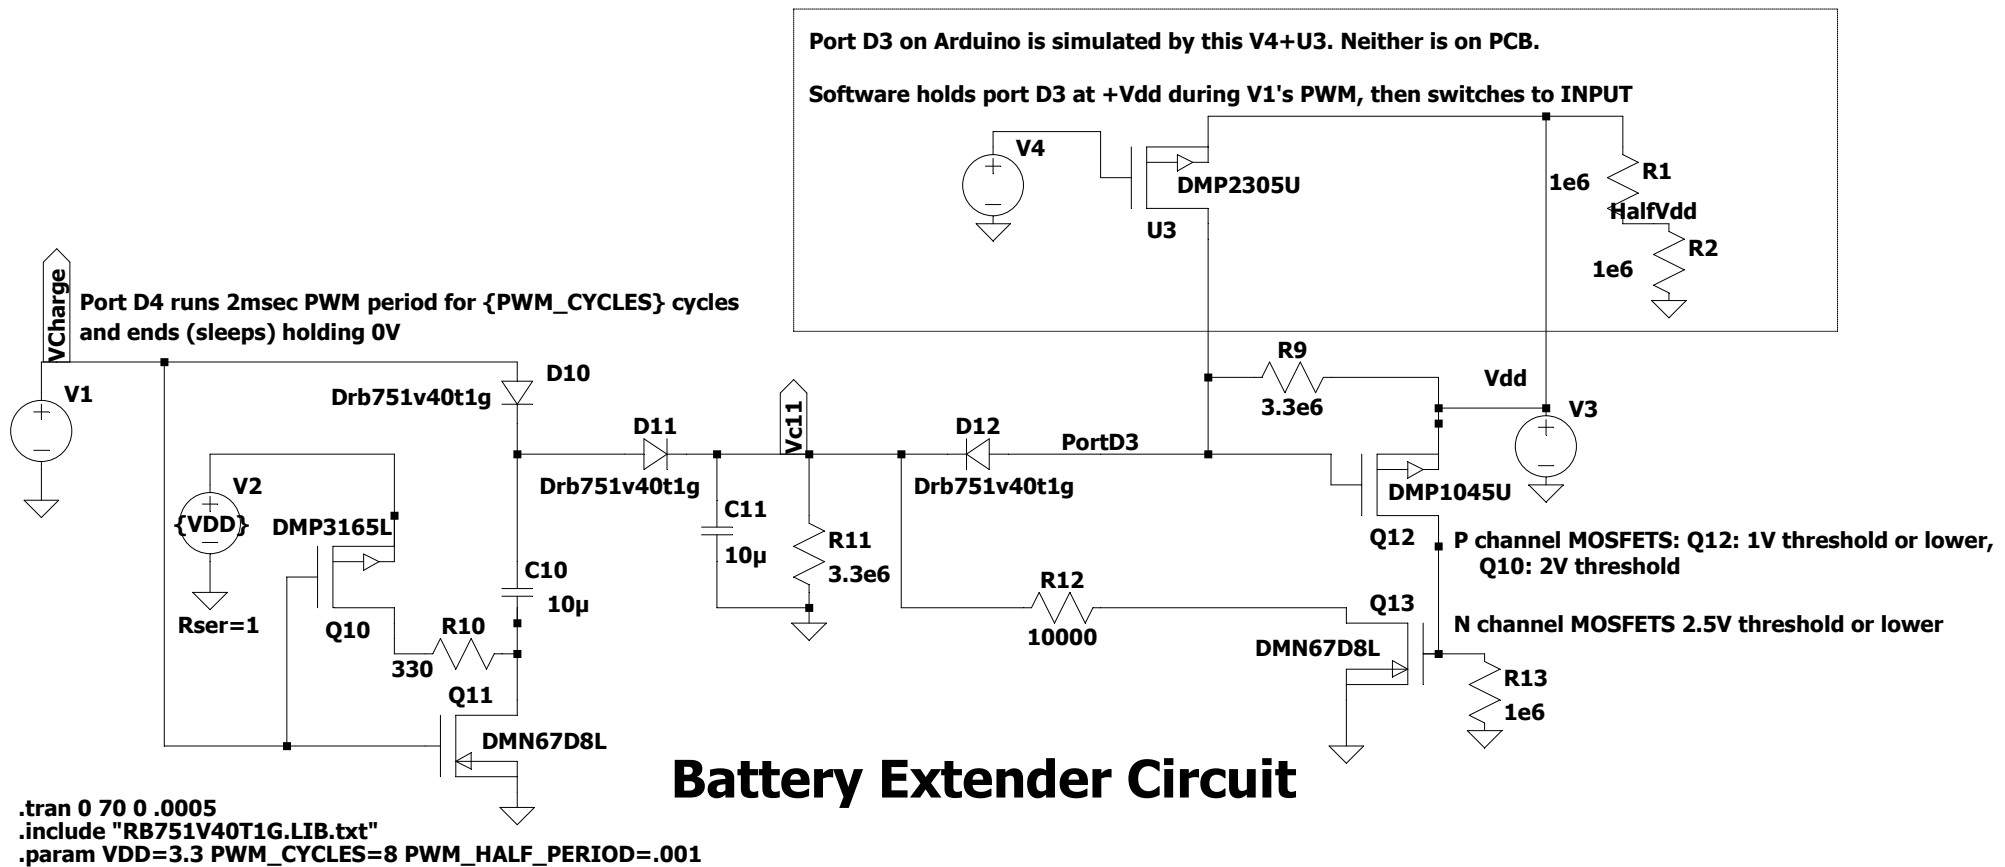 Port D3 on Arduino is simulated by this V4+U3. Neither is on PCB.
Software holds port D3 at +Vdd during V1's PWM, then switches to INPUT
V4
DMP2305U
U3
R1
1e6
HalfVdd
R2
1e6
VCharge
Port D4 runs 2msec PWM period for {PWM_CYCLES} cycles
and ends (sleeps) holding 0V
V1
D10
Drb751v40t1g
R9
3.3e6
Vdd
V3
D11
Drb751v40t1g
Vc11
D12
Drb751v40t1g
PortD3
DMP1045U
Q12
V2
{VDD}
Rser=1
DMP3165L
Q10
C10
10µ
C11
10µ
R11
3.3e6
P channel MOSFETS: Q12: 1V threshold or lower,
Q10: 2V threshold
R12
10000
Q13
DMN67D8L
N channel MOSFETS 2.5V threshold or lower
R10
330
Q11
DMN67D8L
R13
1e6
Battery Extender Circuit
.tran 0 70 0 .0005
.include "RB751V40T1G.LIB.txt"
.param VDD=3.3 PWM_CYCLES=8 PWM_HALF_PERIOD=.001